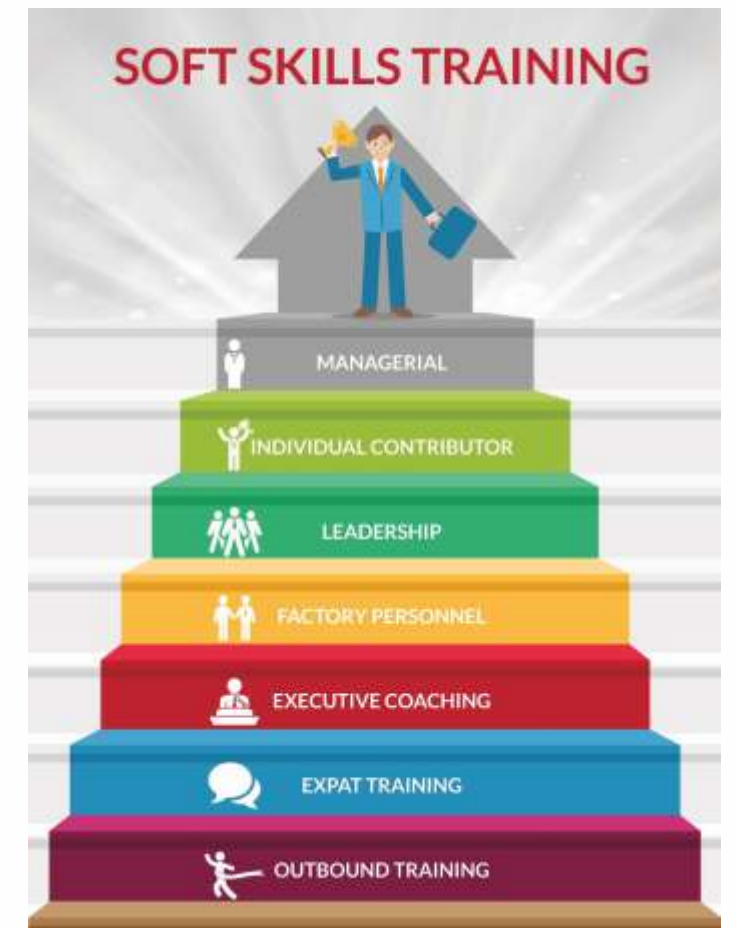 SOFT SKILLS TRAINING
MANAGERIAL
INDIVIDUAL CONTRIBUTOR
LEADERSHIP
FACTORY PERSONNEL
EXECUTIVE COACHING
EXPAT TRAINING
OUTBOUND TRAINING